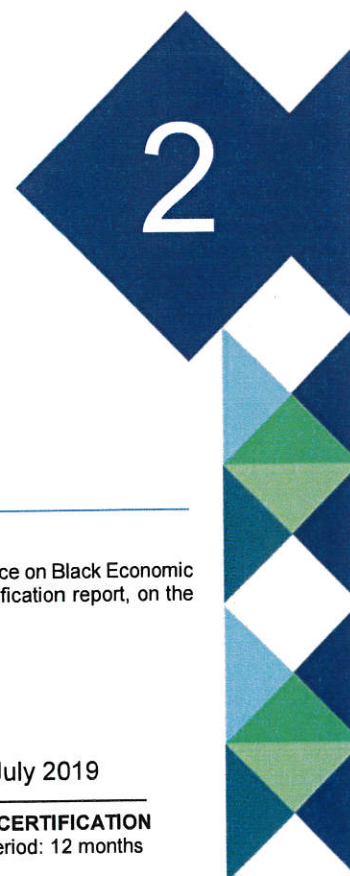 2
ce on Black Economic
fication report, on the
July 2019
CERTIFICATION
eriod: 12 months